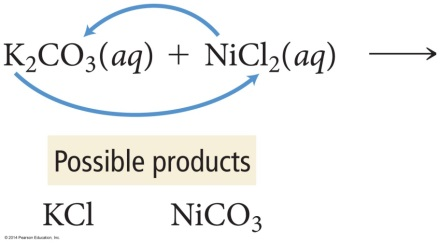 K₂CO₃(aq) + NiCl₂(aq) ⟶
Possible products
KCl NiCO₃
© 2014 Pearson Education, Inc.